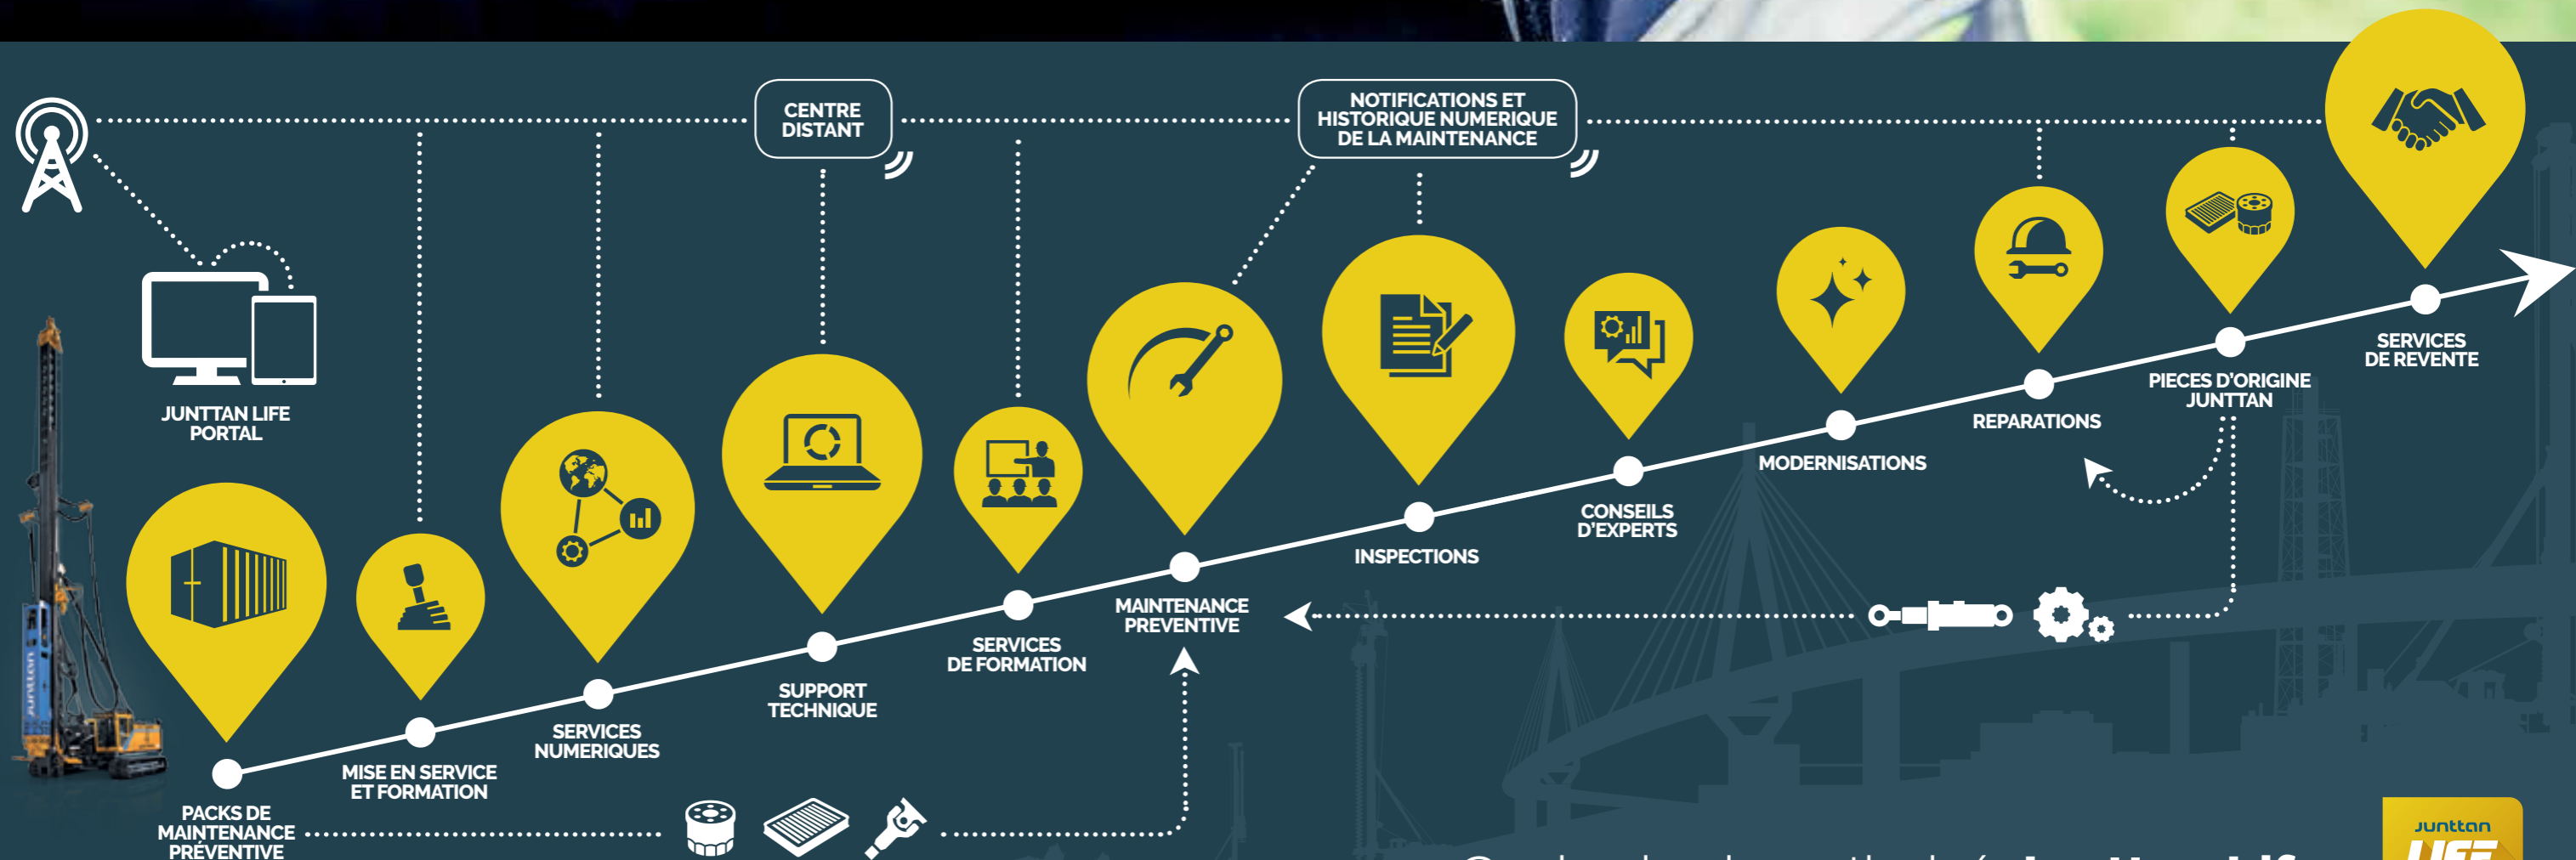 CENTRE
DISTANT
NOTIFICATIONS ET
HISTORIQUE NUMERIQUE
DE LA MAINTENANCE
JUNTTAN LIFE
PORTAL
PACKS DE
MAINTENANCE
PRÉVENTIVE
MISE EN SERVICE
ET FORMATION
SERVICES
NUMERIQUES
SUPPORT
TECHNIQUE
SERVICES
DE FORMATION
MAINTENANCE
PREVENTIVE
INSPECTIONS
CONSEILS
D'EXPERTS
MODERNISATIONS
REPARATIONS
PIECES D'ORIGINE
JUNTTAN
SERVICES
DE REVENTE
junttan
junttan
LIFE